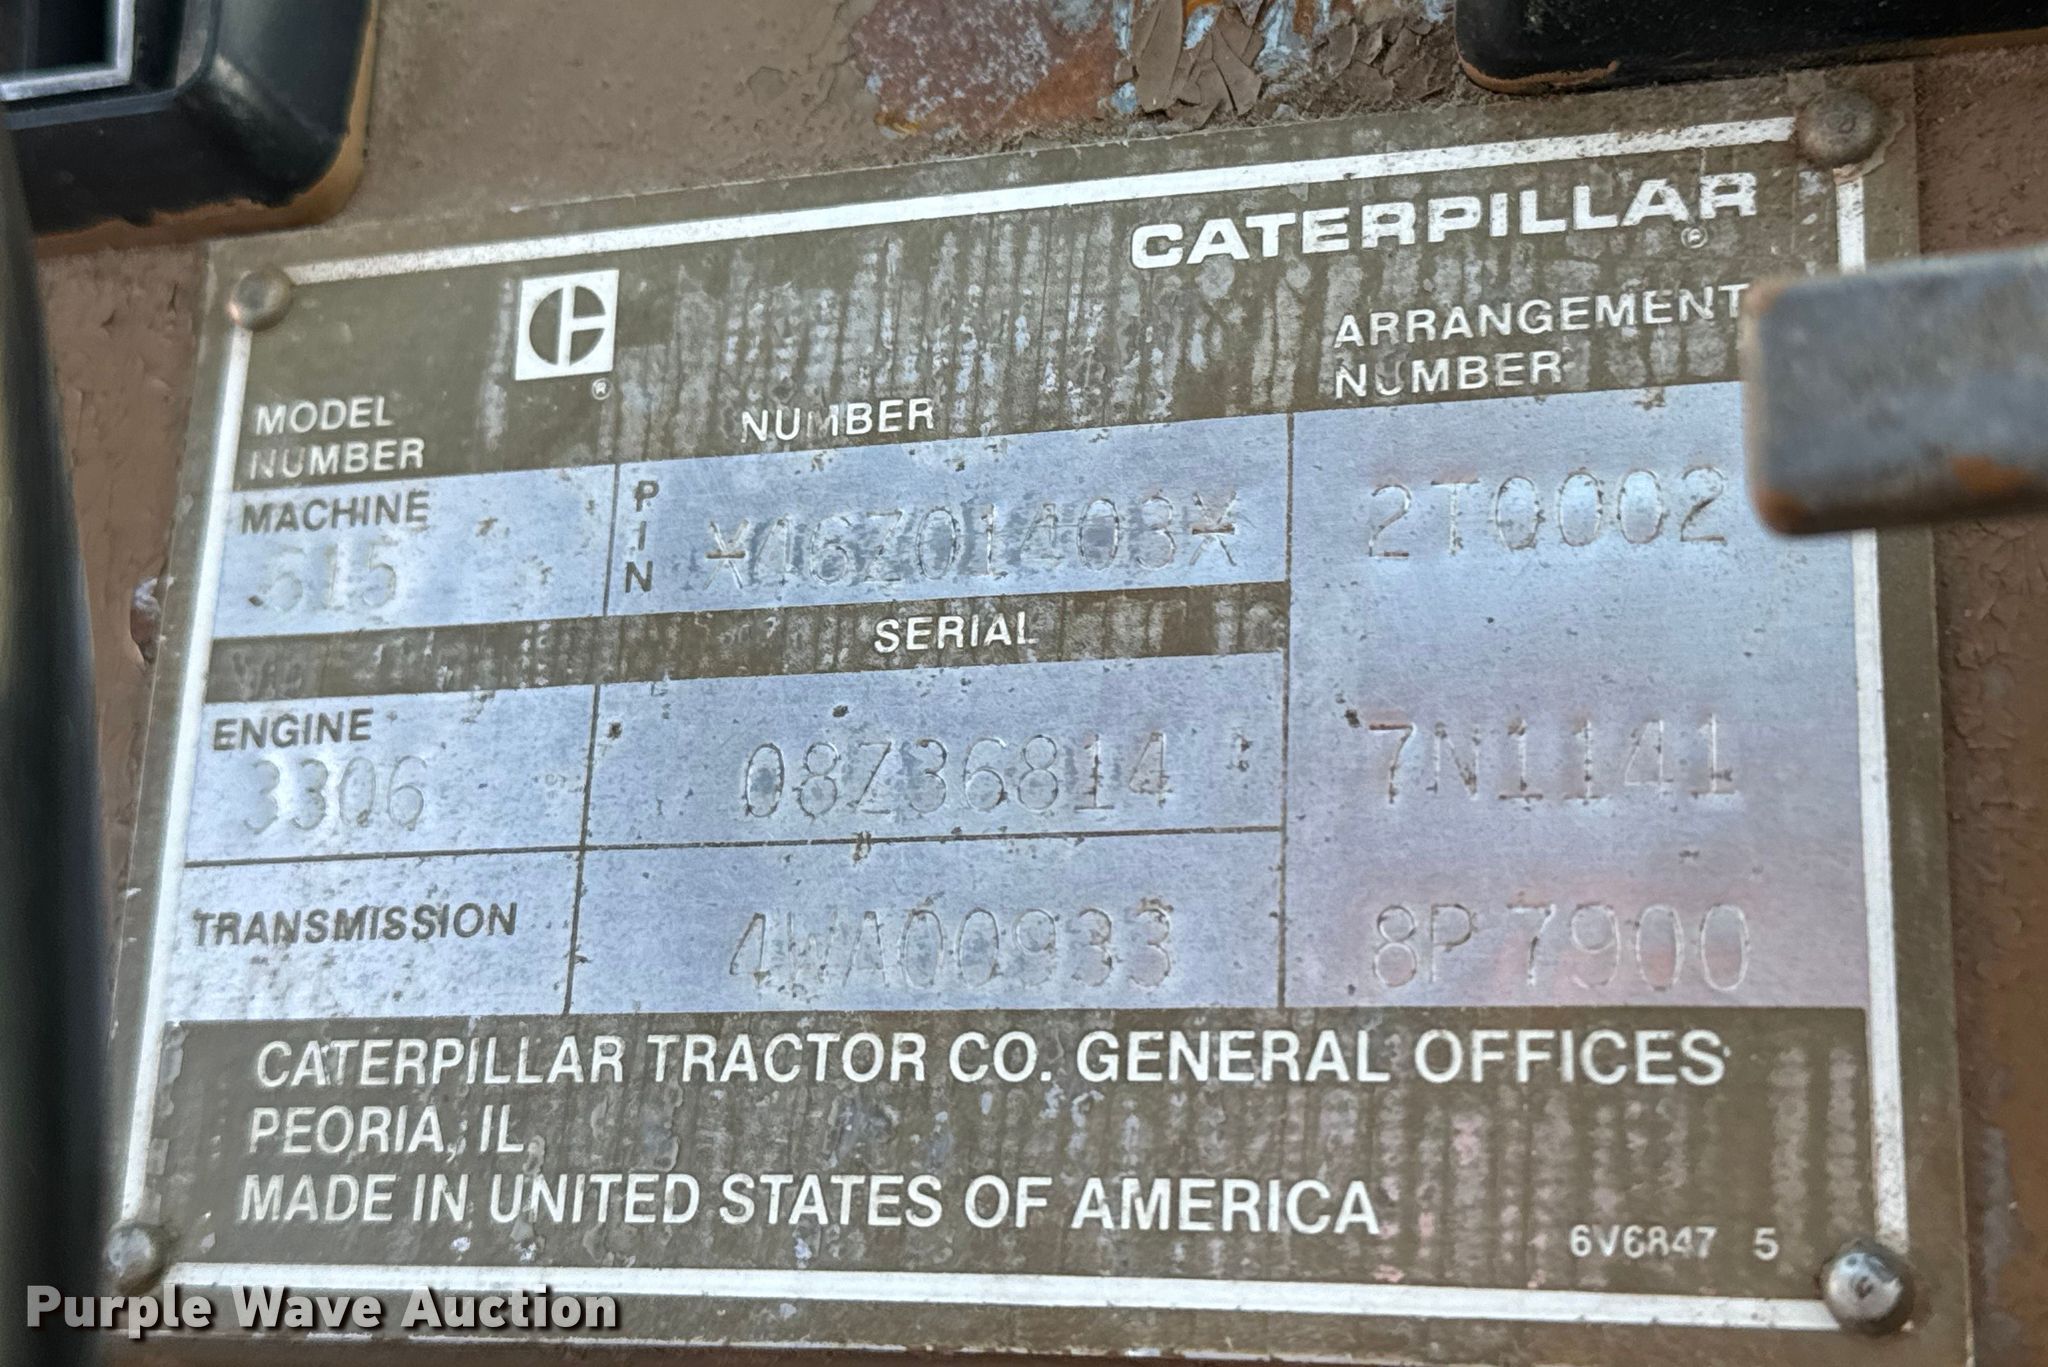 CATERPILLAR
ARRANGEMENT
NUMBER
MODEL
NUMBER
NUMBER
MACHINE
615
PIN
*46Z01403*
2T0002
SERIAL
ENGINE
3306
08Z36814
7N1141
TRANSMISSION
4WA00933
8P7900
CATERPILLAR TRACTOR CO. GENERAL OFFICES
PEORIA, IL
MADE IN UNITED STATES OF AMERICA
6V6847 5
Purple Wave Auction